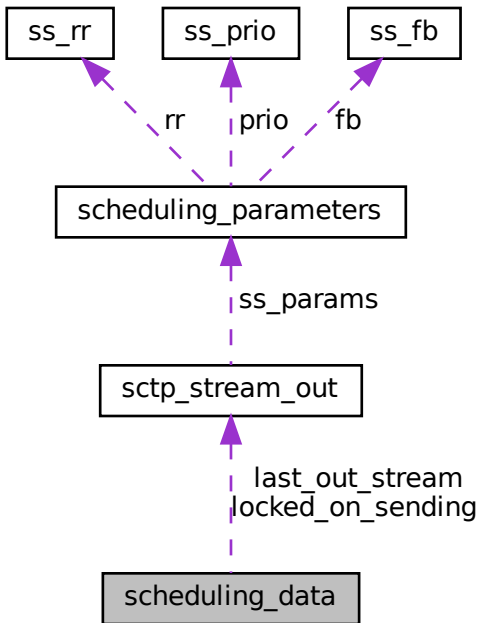 ss_rr
ss_prio
ss_fb
rr
prio
fb
scheduling_parameters
ss_params
sctp_stream_out
last_out_stream
locked_on_sending
scheduling_data